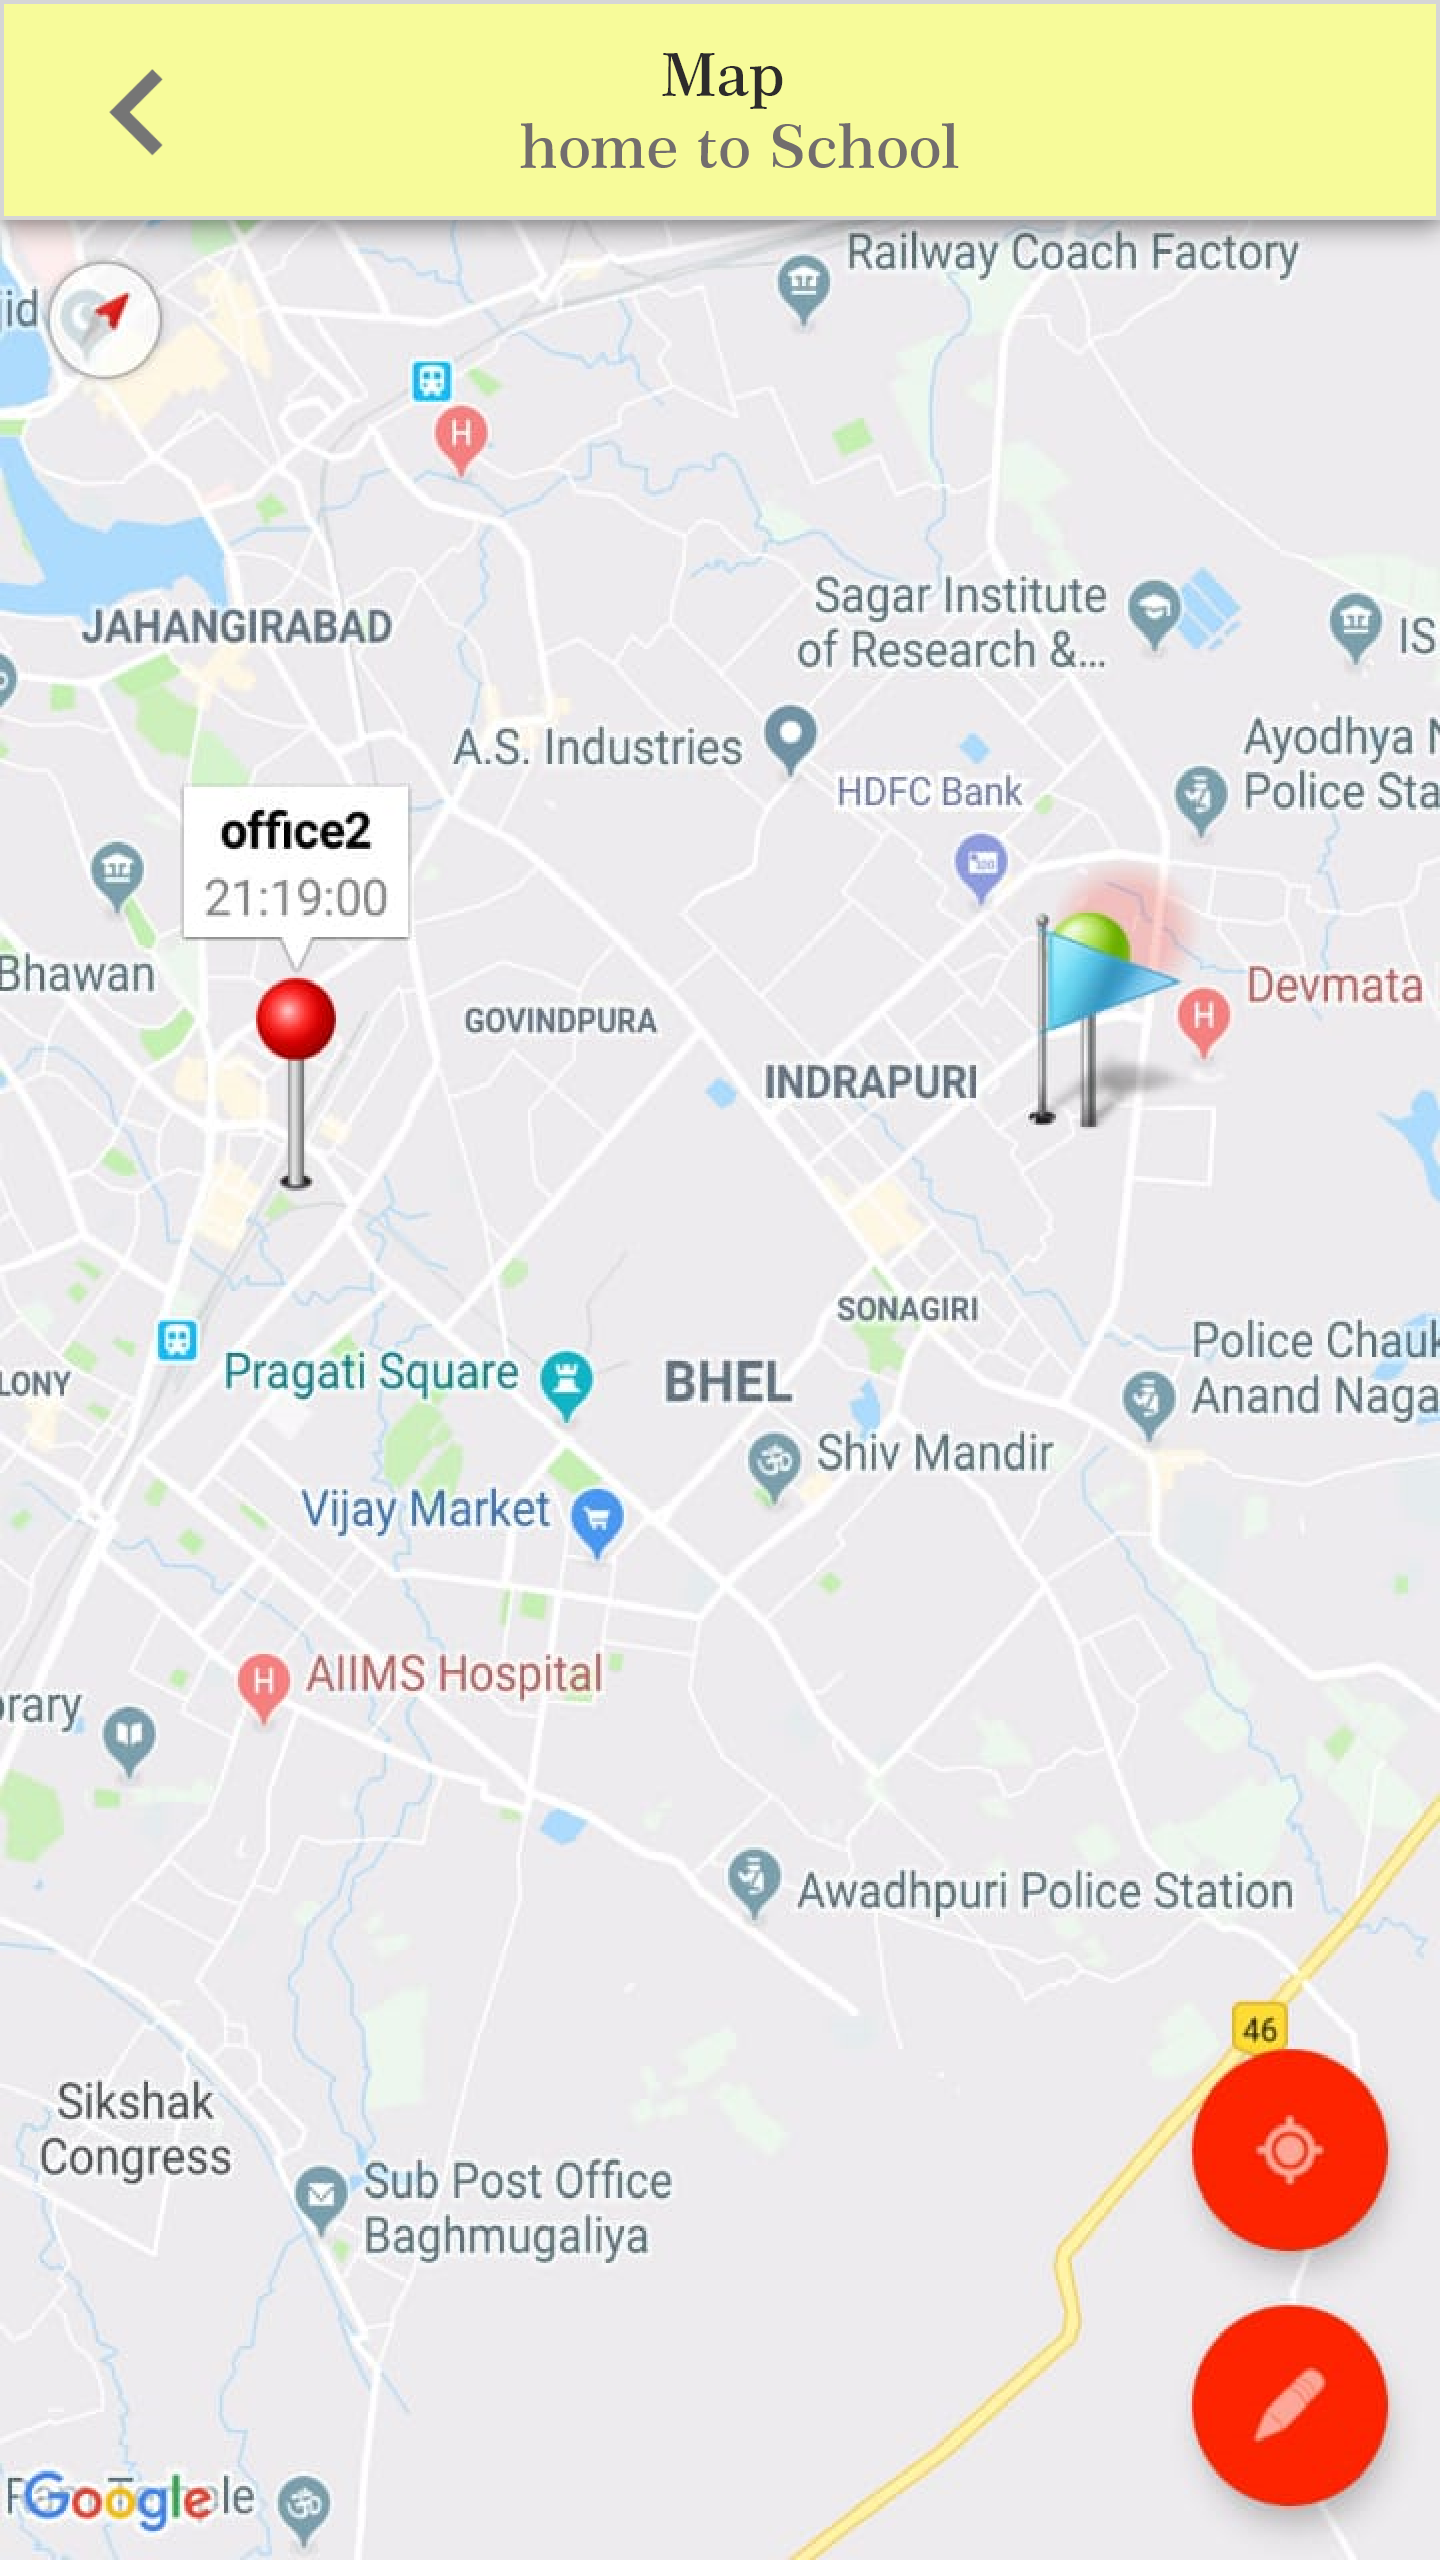 Map
home to School
Railway Coach Factory
jid
Sagar Institute
of Research &...
IS
JAHANGIRABAD
A.S. Industries
Ayodhya N
Police Sta
HDFC Bank
office2
21:19:00
Bhawan
Devmata
GOVINDPURA
INDRAPURI
SONAGIRI
Police Chauk
Anand Naga
Pragati Square
BHEL
LONY
Shiv Mandir
Vijay Market
AIIMS Hospital
brary
Awadhpuri Police Station
46
Sikshak
Congress
Sub Post Office
Baghmugaliya
Google